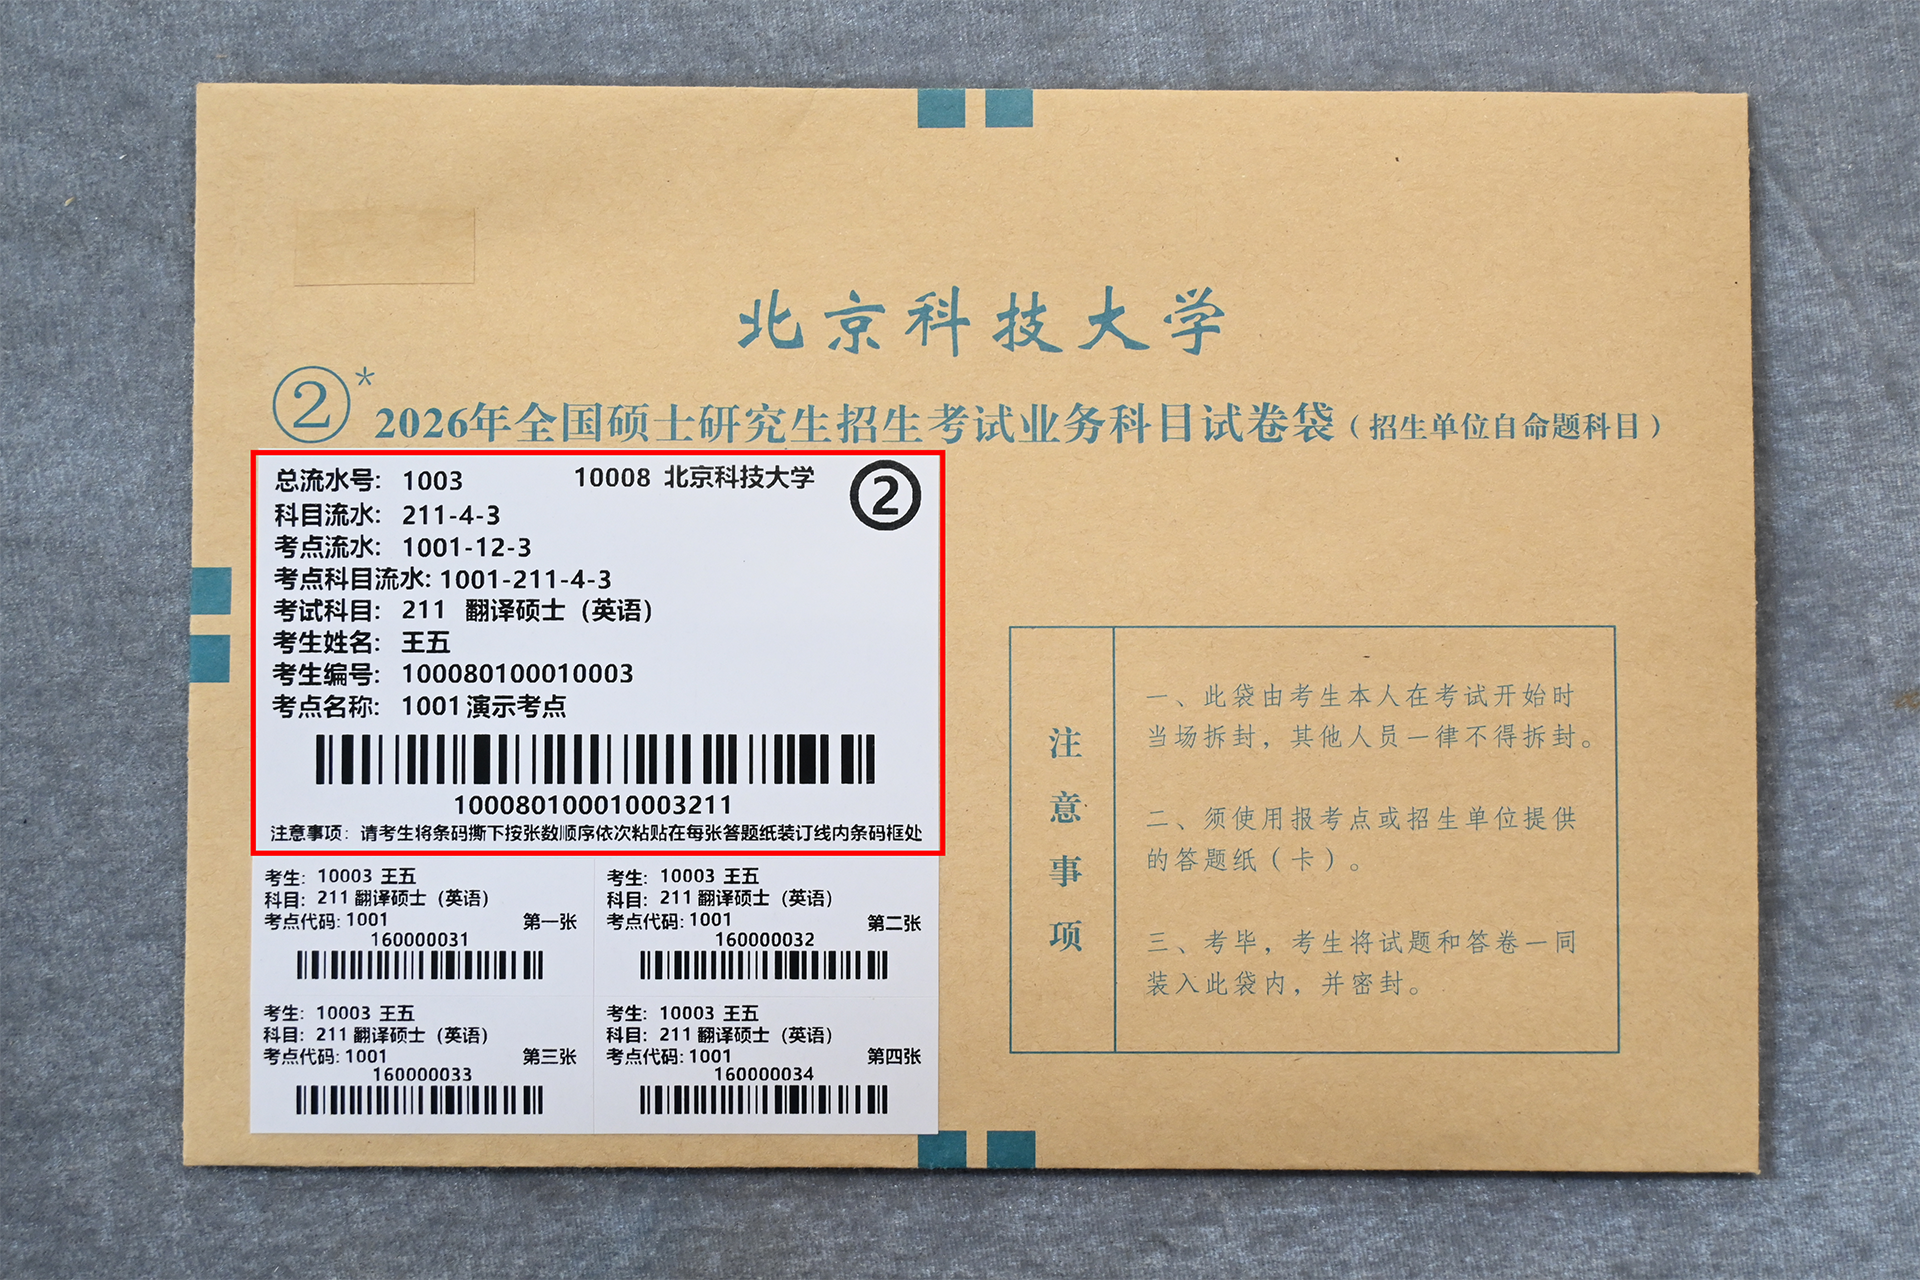 北京科技大学
②*
2026年全国硕士研究生招生考试业务科目试卷袋（招生单位自命题科目）
总流水号： 1003 10008 北京科技大学 ②
科目流水： 211-4-3
考点流水： 1001-12-3
考点科目流水: 1001-211-4-3
考试科目： 211 翻译硕士（英语）
考生姓名： 王五
考生编号： 100080100010003
考点名称: 1001 演示考点
100080100010003211
注意事项：请考生将条码撕下按张数顺序依次粘贴在每张答题纸装订线内条码框处
考生: 10003 王五
科目: 211 翻译硕士（英语）
考点代码: 1001 第一张
160000031
考生: 10003 王五
科目: 211 翻译硕士（英语）
考点代码: 1001 第二张
160000032
考生: 10003 王五
科目: 211 翻译硕士（英语）
考点代码: 1001 第三张
160000033
考生: 10003 王五
科目: 211 翻译硕士（英语）
考点代码: 1001 第四张
160000034
注意事项
一、此袋由考生本人在考试开始时
当场拆封，其他人员一律不得拆封。
二、须使用报考点或招生单位提供
的答题纸（卡）。
三、考毕，考生将试题和答卷一同
装入此袋内，并密封。